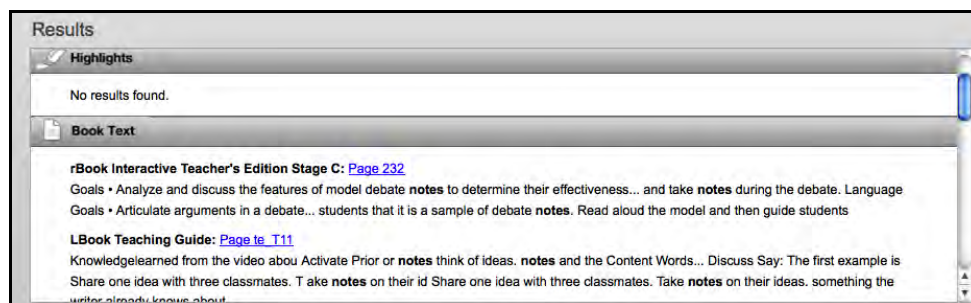 Results
Highlights
No results found.
Book Text
rBook Interactive Teacher's Edition Stage C: Page 232
Goals • Analyze and discuss the features of model debate notes to determine their effectiveness... and take notes during the debate. Language
Goals • Articulate arguments in a debate... students that it is a sample of debate notes. Read aloud the model and then guide students
LBook Teaching Guide: Page te_T11
Knowledgelearned from the video abou Activate Prior or notes think of ideas. notes and the Content Words... Discuss Say: The first example is
Share one idea with three classmates. T ake notes on their id Share one idea with three classmates. Take notes on their ideas. something the
writer already knows about